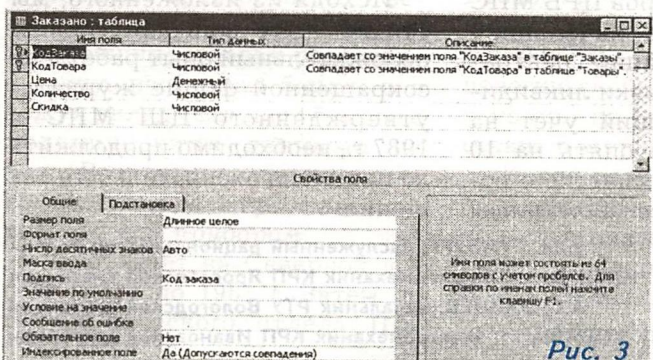 Заказано : таблица
Имя поля Тип данных Описание
КодЗаказа Числовой Совпадает со значением поля "КодЗаказа" в таблице "Заказы".
КодТовара Числовой Совпадает со значением поля "КодТовара" в таблице "Товары".
Цена Денежный
Количество Числовой
Скидка Числовой
Свойства поля
Общие Подстановка
Размер поля Длинное целое
Формат поля
Число десятичных знаков Авто
Маска ввода
Подпись Код заказа
Значение по умолчанию
Условие на значение
Сообщение об ошибке
Обязательное поле Нет
Индексированное поле Да (Допускаются совпадения)
Имя поля может состоять из 64
символов с учетом пробелов. Для
справки по именам полей нажмите
клавишу F1.
Рис. 3